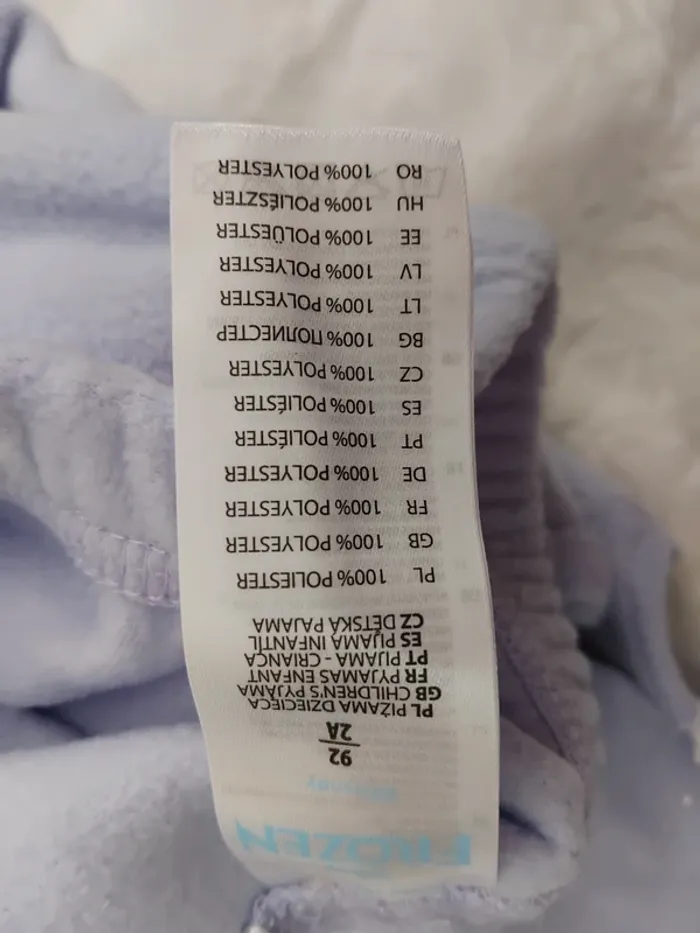 FROZEN
92
2A
PL PIŻAMA DZIECIĘCA
GB CHILDREN'S PYJAMA
FR PYJAMAS ENFANT
PT PIJAMA - CRIANÇA
ES PIJAMA INFANTIL
CZ DĚTSKÁ PAJAMA
PL 100% POLIESTER
GB 100% POLYESTER
FR 100% POLYESTER
DE 100% POLYESTER
PT 100% POLIÉSTER
ES 100% POLIÉSTER
CZ 100% POLYESTER
BG 100% ПОЛИЕСТЕР
LT 100% POLYESTER
LV 100% POLYESTER
EE 100% POLÜESTER
HU 100% POLIÉSZTER
RO 100% POLYESTER